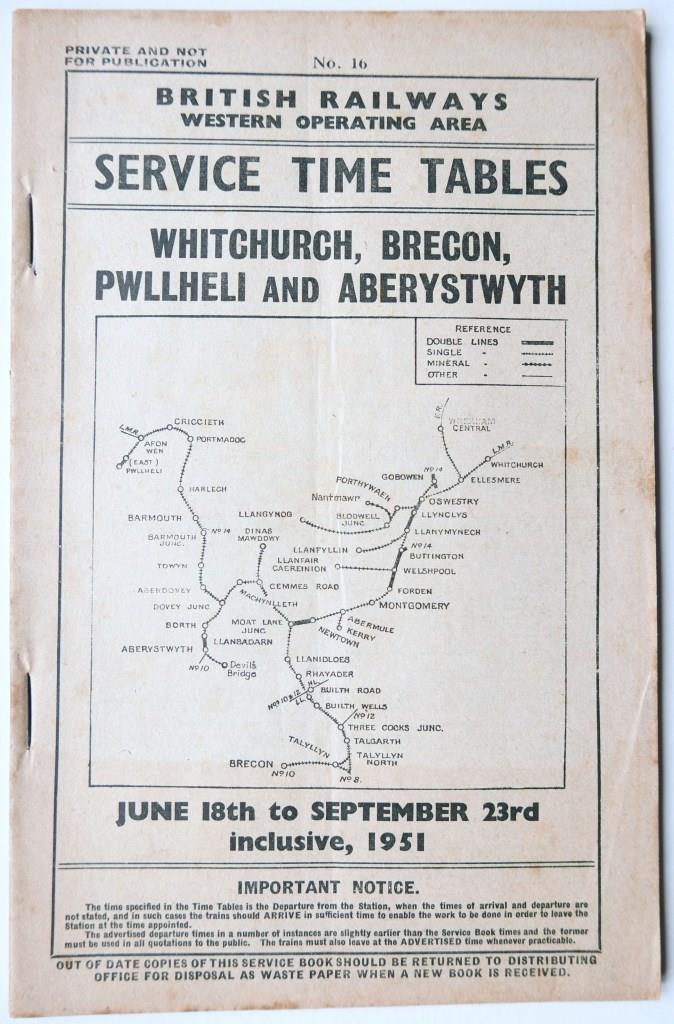 PRIVATE AND NOT
FOR PUBLICATION
No. 16
BRITISH RAILWAYS
WESTERN OPERATING AREA
SERVICE TIME TABLES
WHITCHURCH, BRECON,
PWLLHELI AND ABERYSTWYTH
REFERENCE
DOUBLE LINES
SINGLE "
MINERAL "
OTHER "
L.M.R.
CRICCIETH
AFON
WEN
PORTMADOC
(EAST)
PWLLHELI
E.R.
WREXHAM
CENTRAL
L.M.R.
WHITCHURCH
GOBOWEN
No 14
ELLESMERE
HARLECH
PORTHYWAEN
Nantmawr
OSWESTRY
LLANGYNOG
BLODWELL
JUNC.
LLYNCLYS
BARMOUTH
No 14
BARMOUTH
JUNC.
DINAS
MAWDDWY
LLANYMYNECH
LLANFYLLIN
No 14
BUTTINGTON
TOWYN
LLANFAIR
CAEREINION
WELSHPOOL
ABERDOVEY
CEMMES ROAD
FORDEN
MACHYNLLETH
DOVEY JUNC.
MONTGOMERY
BORTH
MOAT LANE
JUNC.
ABERMULE
KERRY
NEWTOWN
LLANBADARN
ABERYSTWYTH
No 10
Devil's
Bridge
LLANIDLOES
RHAYADER
H.L.
Nos 10 & 12
L.L.
BUILTH ROAD
BUILTH WELLS
No 12
THREE COCKS JUNC.
TALGARTH
TALYLLYN
TALYLLYN
NORTH
BRECON
No 10
No 8.
JUNE 18th to SEPTEMBER 23rd
inclusive, 1951
IMPORTANT NOTICE.
The time specified in the Time Tables is the Departure from the Station, when the times of arrival and departure are
not stated, and in such cases the trains should ARRIVE in sufficient time to enable the work to be done in order to leave the
Station at the time appointed.
The advertised departure times in a number of instances are slightly earlier than the Service Book times and the former
must be used in all quotations to the public. The trains must also leave at the ADVERTISED time whenever practicable.
OUT OF DATE COPIES OF THIS SERVICE BOOK SHOULD BE RETURNED TO DISTRIBUTING
OFFICE FOR DISPOSAL AS WASTE PAPER WHEN A NEW BOOK IS RECEIVED.